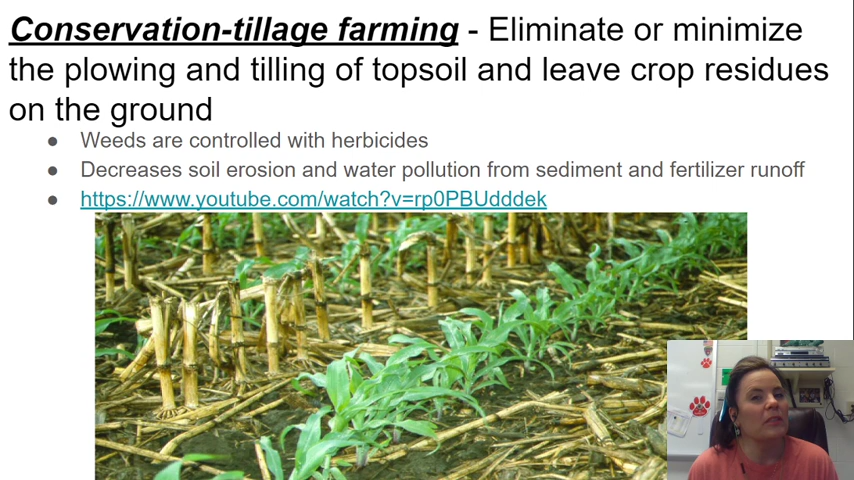 Conservation-tillage farming - Eliminate or minimize
the plowing and tilling of topsoil and leave crop residues
on the ground
● Weeds are controlled with herbicides
● Decreases soil erosion and water pollution from sediment and fertilizer runoff
● https://www.youtube.com/watch?v=rp0PBUdddek